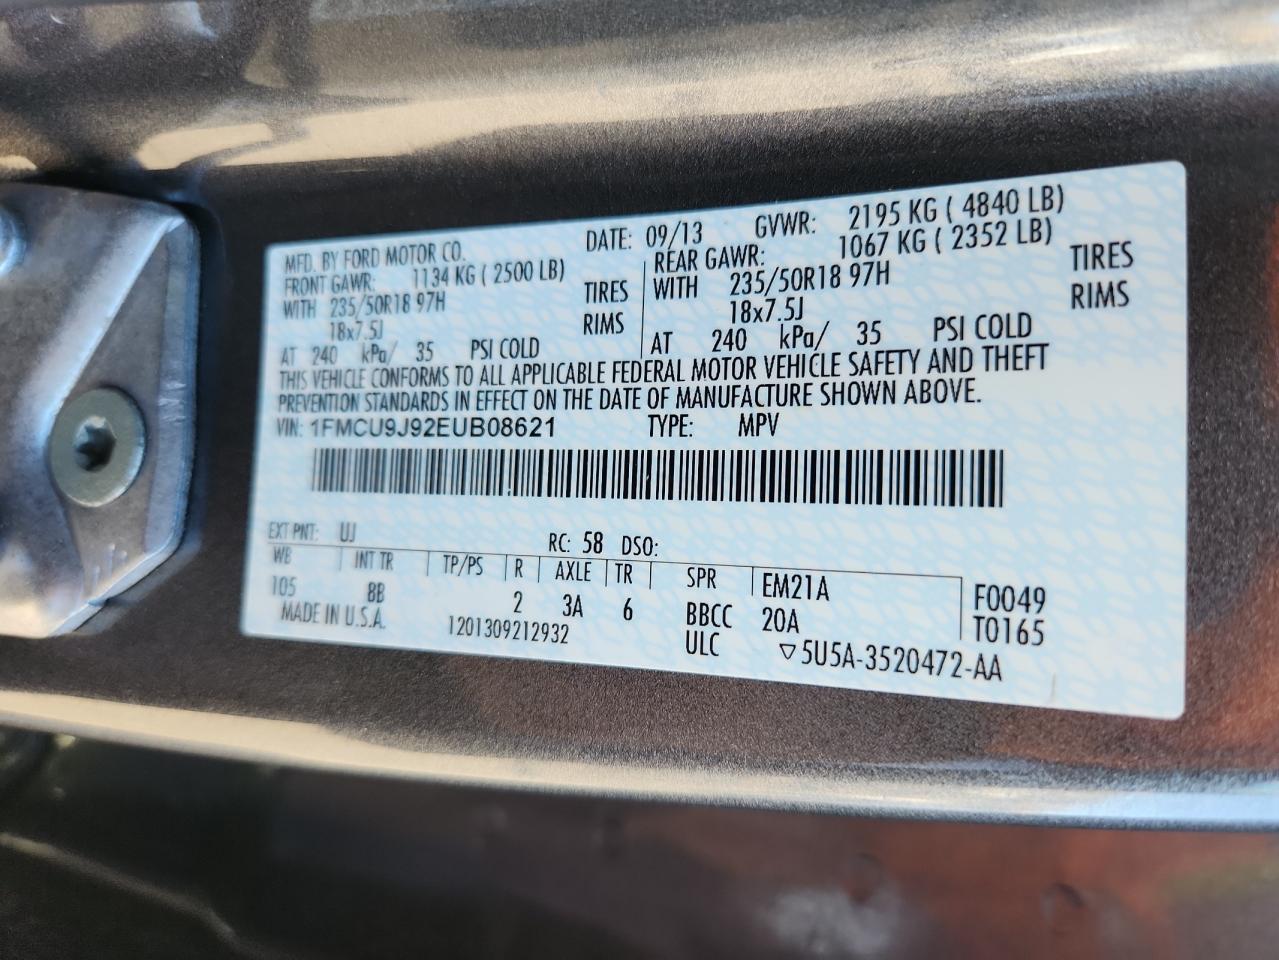 MFD. BY FORD MOTOR CO. DATE: 09/13 GVWR: 2195 KG ( 4840 LB)
FRONT GAWR: 1134 KG ( 2500 LB) REAR GAWR: 1067 KG ( 2352 LB)
WITH 235/50R18 97H TIRES WITH 235/50R18 97H TIRES
18x7.5J RIMS 18x7.5J RIMS
AT 240 kPa/ 35 PSI COLD AT 240 kPa/ 35 PSI COLD
THIS VEHICLE CONFORMS TO ALL APPLICABLE FEDERAL MOTOR VEHICLE SAFETY AND THEFT
PREVENTION STANDARDS IN EFFECT ON THE DATE OF MANUFACTURE SHOWN ABOVE.
VIN: 1FMCU9J92EUB08621 TYPE: MPV
EXT PNT: UJ RC: 58 DSO:
WB INT TR TP/PS R AXLE TR SPR EM21A F0049
105 BB 2 3A 6 BBCC 20A T0165
MADE IN U.S.A. 1201309212932 ULC ▽5U5A-3520472-AA